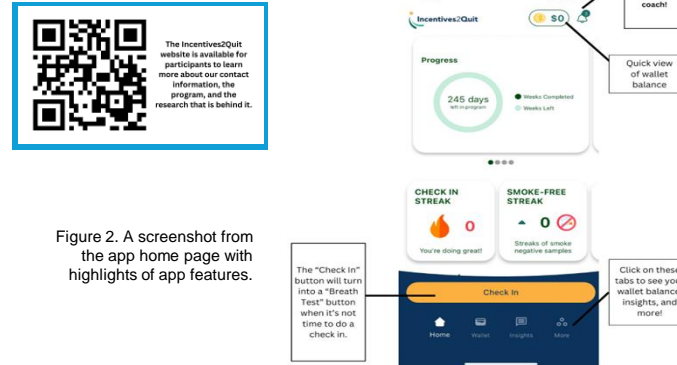 The Incentives2Quit
website is available for
participants to learn
more about our contact
information, the
program, and the
research that is behind it.
Figure 2. A screenshot from
the app home page with
highlights of app features.
coach!
Incentives2Quit
$0
Quick view
of wallet
balance
Progress
245 days
left in program
Weeks Completed
Weeks Left
CHECK IN
STREAK
0
You're doing great!
SMOKE-FREE
STREAK
0
Streaks of smoke
negative samples
The "Check In"
button will turn
into a "Breath
Test" button
when it's not
time to do a
check in.
Check In
Home
Wallet
Insights
More
Click on these
tabs to see you
wallet balance
insights, and
more!